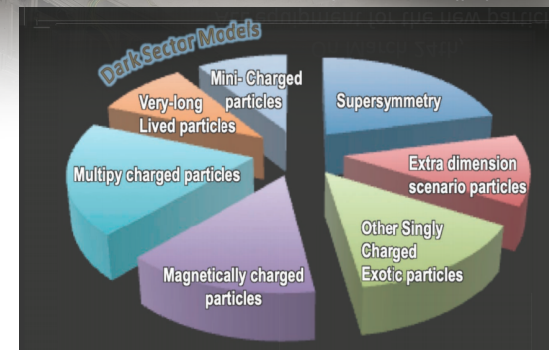 Dark Sector Models
Mini- Charged
particles
Supersymmetry
Very-long
Lived particles
Extra dimension
scenario particles
Multipy charged particles
Other Singly
Charged
Exotic particles
Magnetically charged
particles